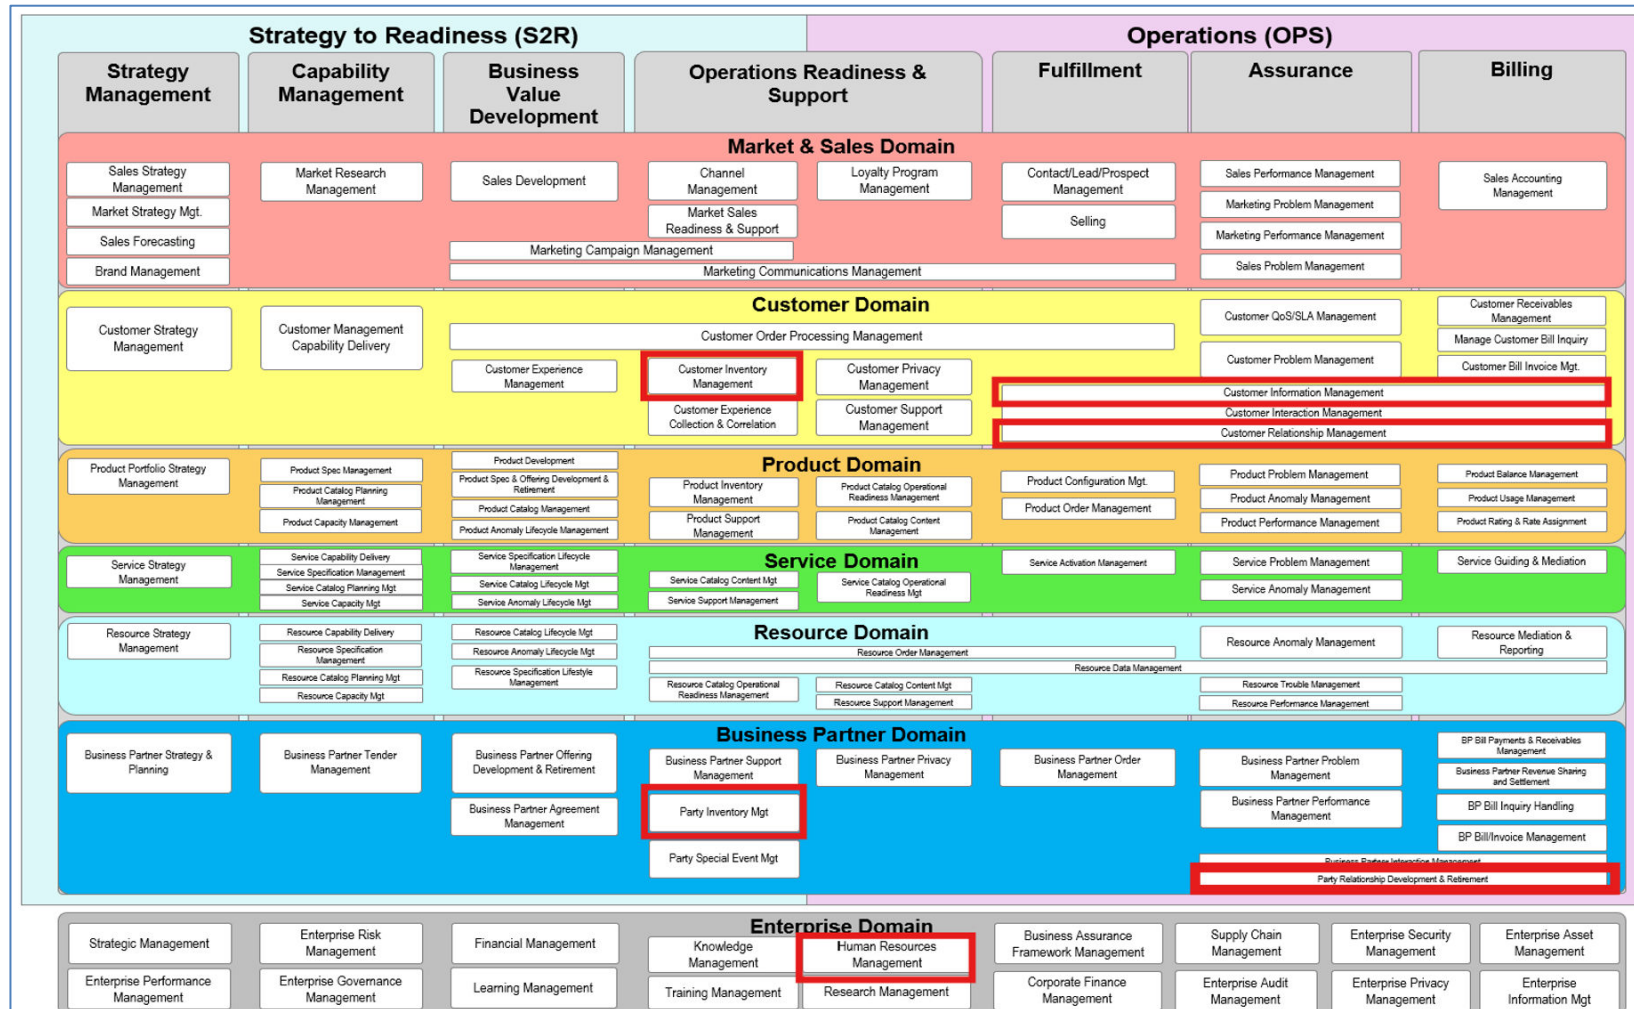 Strategy to Readiness (S2R)
Operations (OPS)
Strategy
Management
Capability
Management
Business
Value
Development
Operations Readiness &
Support
Fulfillment
Assurance
Billing
Market & Sales Domain
Sales Strategy
Management
Market Strategy Mgt.
Sales Forecasting
Brand Management
Market Research
Management
Sales Development
Channel
Management
Market Sales
Readiness & Support
Loyalty Program
Management
Marketing Campaign Management
Marketing Communications Management
Contact/Lead/Prospect
Management
Selling
Sales Performance Management
Marketing Problem Management
Marketing Performance Management
Sales Problem Management
Sales Accounting
Management
Customer Domain
Customer Strategy
Management
Customer Management
Capability Delivery
Customer Order Processing Management
Customer Experience
Management
Customer Inventory
Management
Customer Experience
Collection & Correlation
Customer Privacy
Management
Customer Support
Management
Customer QoS/SLA Management
Customer Problem Management
Customer Receivables
Management
Manage Customer Bill Inquiry
Customer Bill Invoice Mgt.
Customer Information Management
Customer Interaction Management
Customer Relationship Management
Product Domain
Product Portfolio Strategy
Management
Product Spec Management
Product Catalog Planning
Management
Product Capacity Management
Product Development
Product Spec & Offering Development &
Retirement
Product Catalog Management
Product Anomaly Lifecycle Management
Product Inventory
Management
Product Support
Management
Product Catalog Operational
Readiness Management
Product Catalog Content
Management
Product Configuration Mgt.
Product Order Management
Product Problem Management
Product Anomaly Management
Product Performance Management
Product Balance Management
Product Usage Management
Product Rating & Rate Assignment
Service Domain
Service Strategy
Management
Service Capability Delivery
Service Specification Management
Service Catalog Planning Mgt
Service Capacity Mgt
Service Specification Lifecycle
Management
Service Catalog Lifecycle Mgt
Service Anomaly Lifecycle Mgt
Service Catalog Content Mgt
Service Support Management
Service Catalog Operational
Readiness Mgt
Service Activation Management
Service Problem Management
Service Anomaly Management
Service Guiding & Mediation
Resource Domain
Resource Strategy
Management
Resource Capability Delivery
Resource Specification
Management
Resource Catalog Planning Mgt
Resource Capacity Mgt
Resource Catalog Lifecycle Mgt
Resource Anomaly Lifecycle Mgt
Resource Specification Lifestyle
Management
Resource Order Management
Resource Data Management
Resource Catalog Operational
Readiness Management
Resource Catalog Content Mgt
Resource Support Management
Resource Anomaly Management
Resource Trouble Management
Resource Performance Management
Resource Mediation &
Reporting
Business Partner Domain
Business Partner Strategy &
Planning
Business Partner Tender
Management
Business Partner Offering
Development & Retirement
Business Partner Agreement
Management
Business Partner Support
Management
Party Inventory Mgt
Party Special Event Mgt
Business Partner Privacy
Management
Business Partner Order
Management
Business Partner Problem
Management
Business Partner Performance
Management
BP Bill Payments & Receivables
Management
Business Partner Revenue Sharing
and Settlement
BP Bill Inquiry Handling
BP Bill/Invoice Management
Business Partner Interaction Management
Party Relationship Development & Retirement
Enterprise Domain
Strategic Management
Enterprise Risk
Management
Financial Management
Knowledge
Management
Human Resources
Management
Business Assurance
Framework Management
Supply Chain
Management
Enterprise Security
Management
Enterprise Asset
Management
Enterprise Performance
Management
Enterprise Governance
Management
Learning Management
Training Management
Research Management
Corporate Finance
Management
Enterprise Audit
Management
Enterprise Privacy
Management
Enterprise
Information Mgt